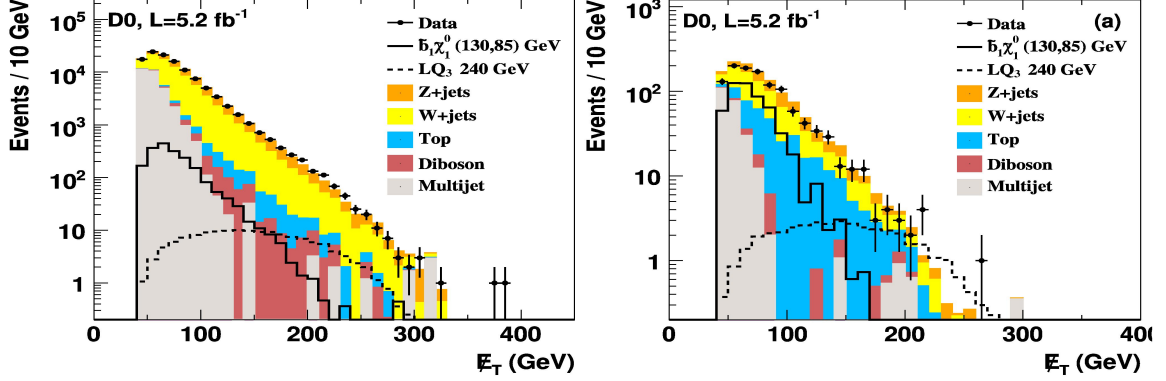 D0, L=5.2 fb⁻¹
Events / 10 GeV
10⁵
10⁴
10³
10²
10
1
Data
b̃₁χ̃₁⁰ (130,85) GeV
LQ₃ 240 GeV
Z+jets
W+jets
Top
Diboson
Multijet
0 100 200 300 400
E̸_T (GeV)
D0, L=5.2 fb⁻¹
(a)
Events / 10 GeV
10³
10²
10
1
Data
b̃₁χ̃₁⁰ (130,85) GeV
LQ₃ 240 GeV
Z+jets
W+jets
Top
Diboson
Multijet
0 100 200 300 400
E̸_T (GeV)